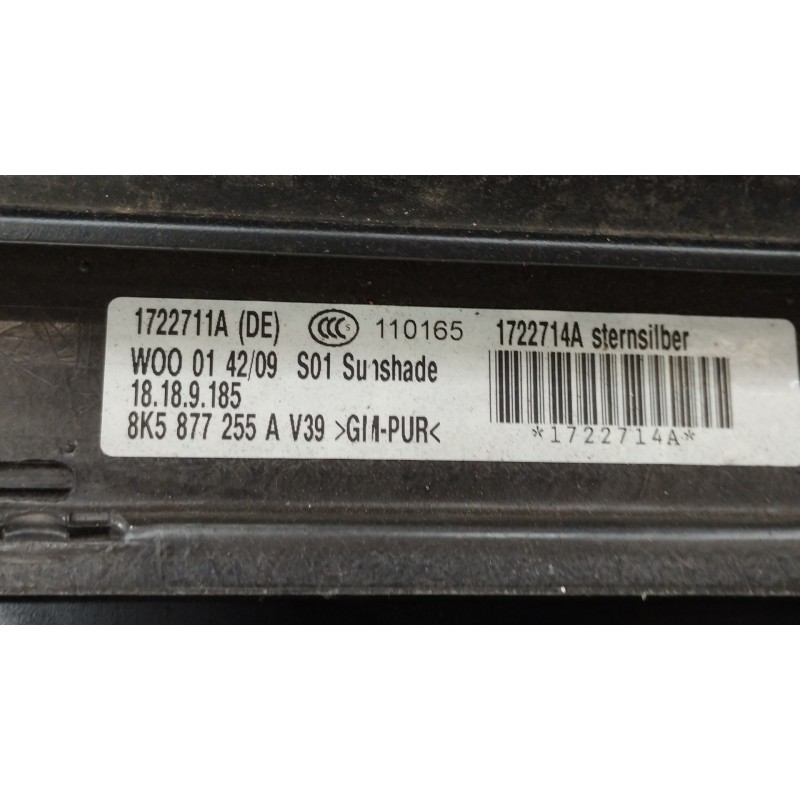 1722711A (DE) CCC S 110165 1722714A sternsilber
WOO 01 42/09 S01 Sunshade
18.18.9.185
8K5 877 255 A V39 >GM-PUR<
*1722714A*